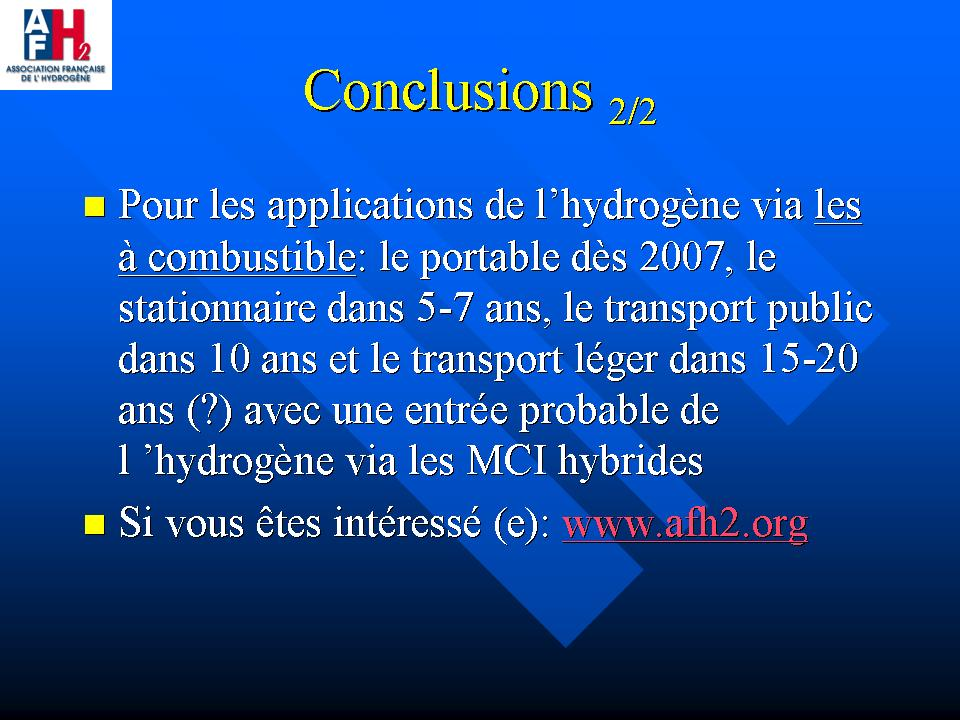 AFH2
ASSOCIATION FRANÇAISE
DE L' HYDROGÈNE
Conclusions 2/2
Pour les applications de l’hydrogène via les
à combustible: le portable dès 2007, le
stationnaire dans 5-7 ans, le transport public
dans 10 ans et le transport léger dans 15-20
ans (?) avec une entrée probable de
l ’hydrogène via les MCI hybrides
Si vous êtes intéressé (e): www.afh2.org